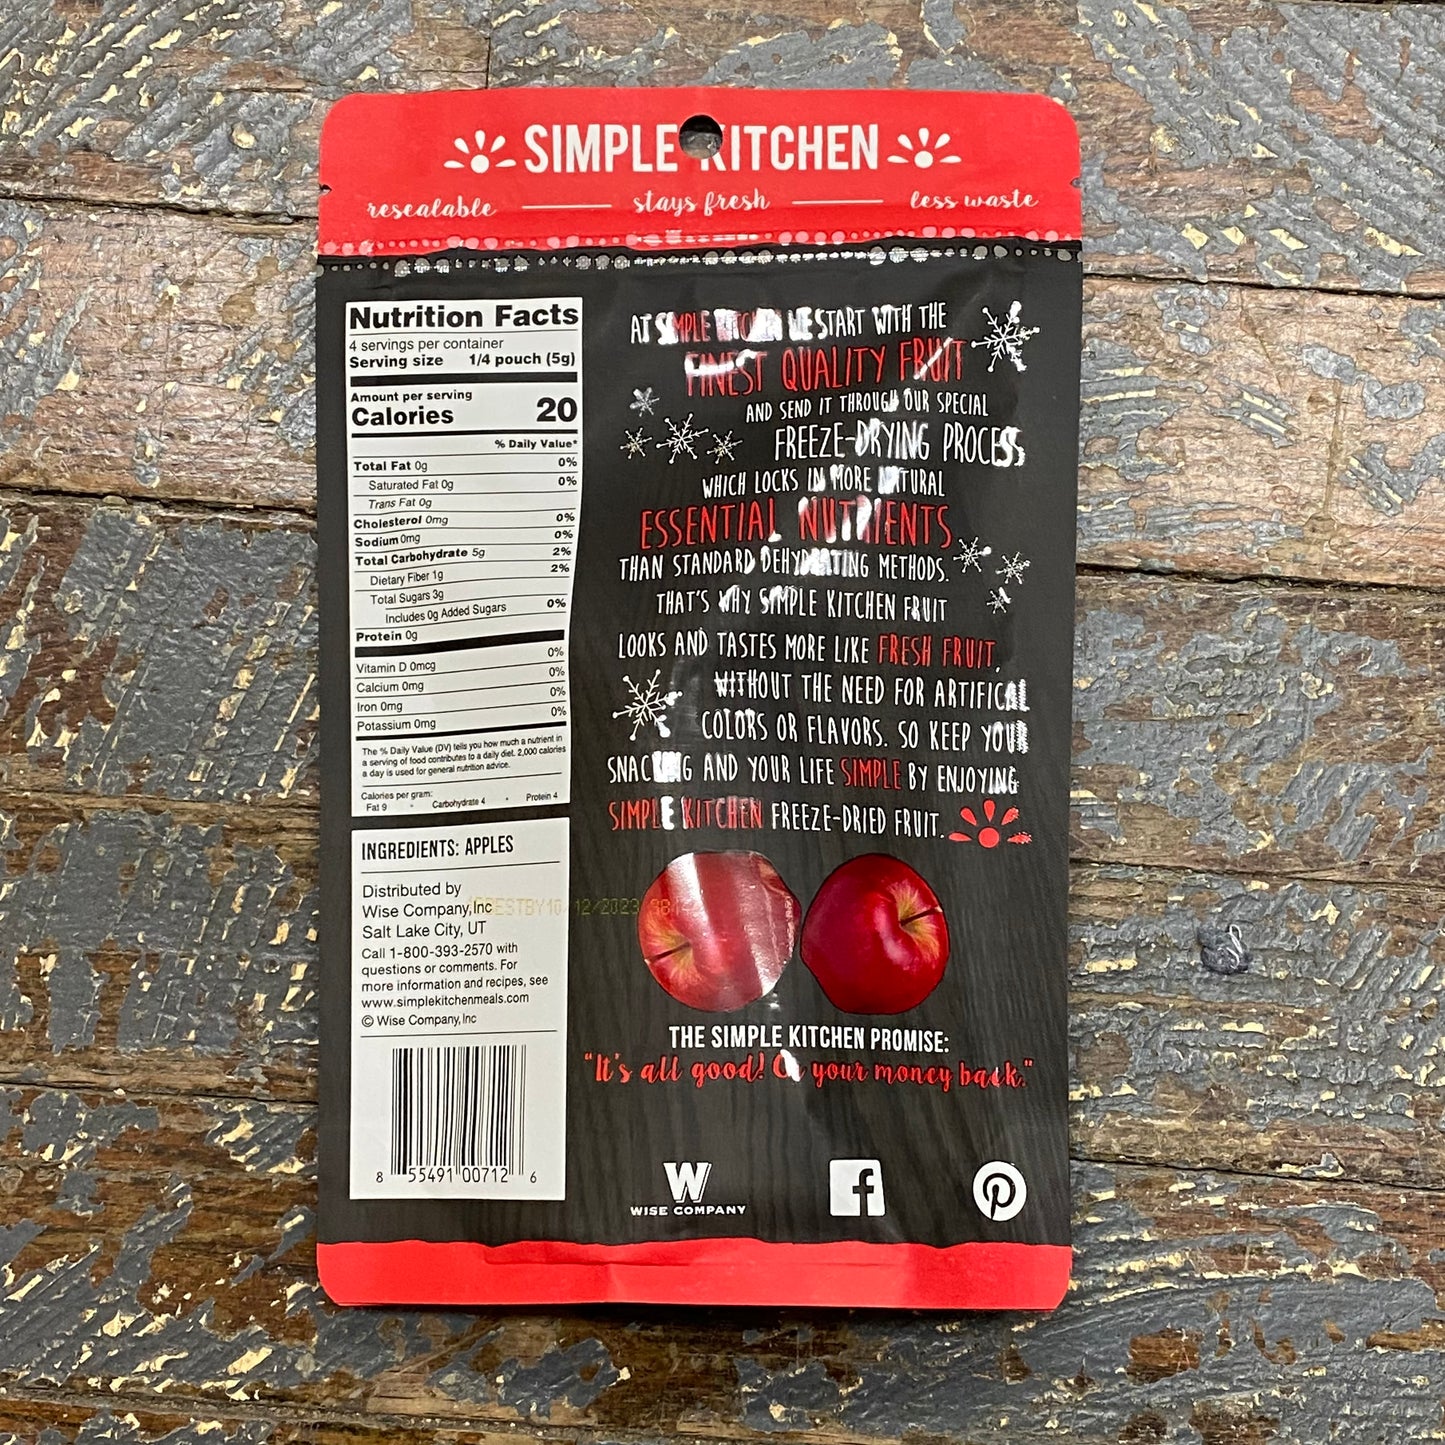 SIMPLE KITCHEN
resealable stays fresh less waste
Nutrition Facts
4 servings per container
Serving size 1/4 pouch (5g)
Amount per serving
Calories 20
% Daily Value*
Total Fat 0g 0%
Saturated Fat 0g 0%
Trans Fat 0g
Cholesterol 0mg 0%
Sodium 0mg 0%
Total Carbohydrate 5g 2%
Dietary Fiber 1g 2%
Total Sugars 3g
Includes 0g Added Sugars 0%
Protein 0g
Vitamin D 0mcg 0%
Calcium 0mg 0%
Iron 0mg 0%
Potassium 0mg 0%
The % Daily Value (DV) tells you how much a nutrient in
a serving of food contributes to a daily diet. 2,000 calories
a day is used for general nutrition advice.
Calories per gram:
Fat 9 • Carbohydrate 4 • Protein 4
INGREDIENTS: APPLES
Distributed by
Wise Company,Inc
Salt Lake City, UT
Call 1-800-393-2570 with
questions or comments. For
more information and recipes, see
www.simplekitchenmeals.com
© Wise Company,Inc
BESTBY10/12/2023
8 55491 00712 6
AT SIMPLE KITCHEN WE START WITH THE
FINEST QUALITY FRUIT
AND SEND IT THROUGH OUR SPECIAL
FREEZE-DRYING PROCESS
WHICH LOCKS IN MORE NATURAL
ESSENTIAL NUTRIENTS
THAN STANDARD DEHYDRATING METHODS.
THAT'S WHY SIMPLE KITCHEN FRUIT
LOOKS AND TASTES MORE LIKE FRESH FRUIT,
WITHOUT THE NEED FOR ARTIFICAL
COLORS OR FLAVORS. SO KEEP YOUR
SNACKING AND YOUR LIFE SIMPLE BY ENJOYING
SIMPLE KITCHEN FREEZE-DRIED FRUIT.
THE SIMPLE KITCHEN PROMISE:
"It's all good! Or your money back."
W
WISE COMPANY
f